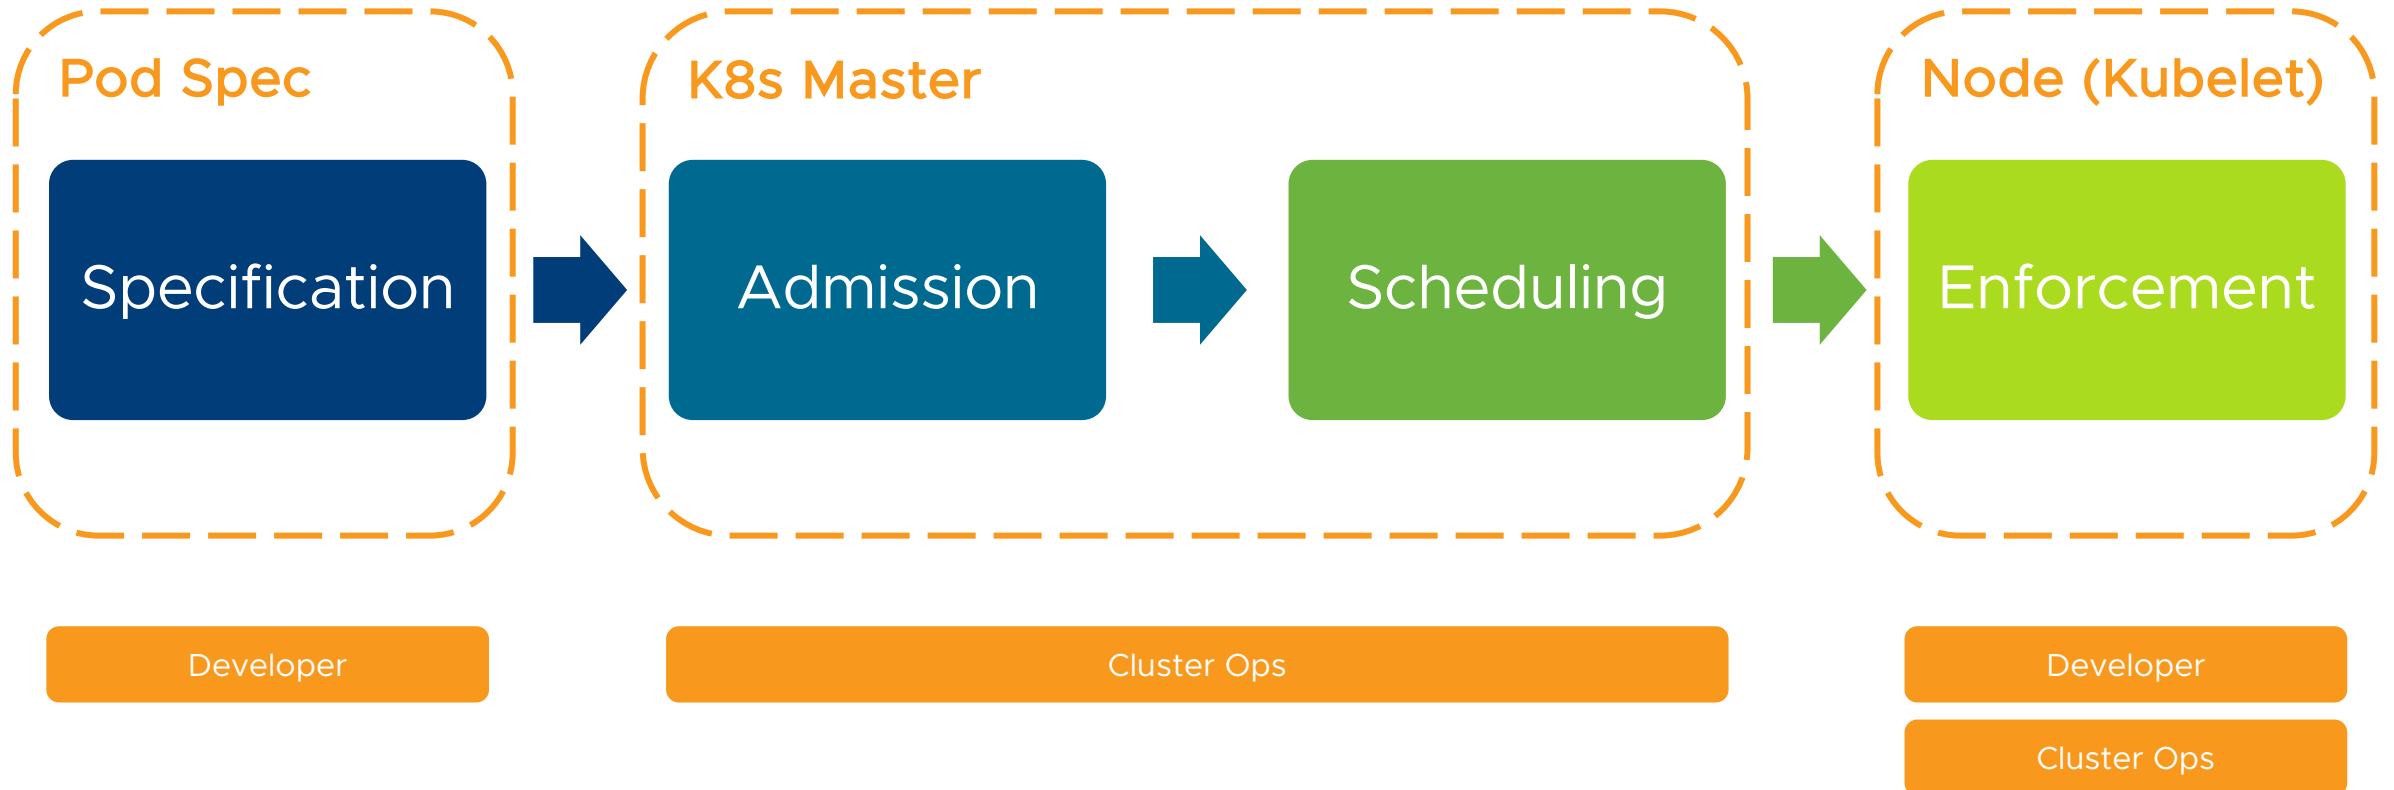 Pod Spec
K8s Master
Node (Kubelet)
Specification
Admission
Scheduling
Enforcement
Developer
Cluster Ops
Developer
Cluster Ops